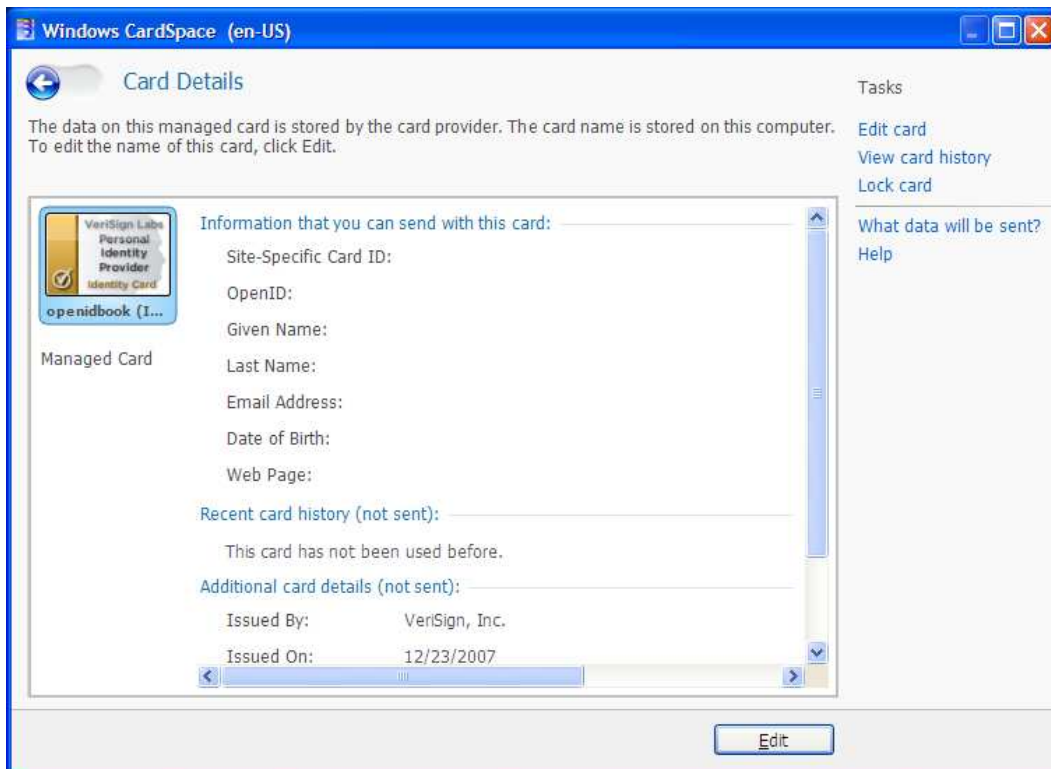 Windows CardSpace (en-US)
Card Details
The data on this managed card is stored by the card provider. The card name is stored on this computer.
To edit the name of this card, click Edit.
VeriSign Labs
Personal
Identity
Provider
Identity Card
openidbook (I...
Managed Card
Information that you can send with this card:
Site-Specific Card ID:
OpenID:
Given Name:
Last Name:
Email Address:
Date of Birth:
Web Page:
Recent card history (not sent):
This card has not been used before.
Additional card details (not sent):
Issued By: VeriSign, Inc.
Issued On: 12/23/2007
Tasks
Edit card
View card history
Lock card
What data will be sent?
Help
Edit